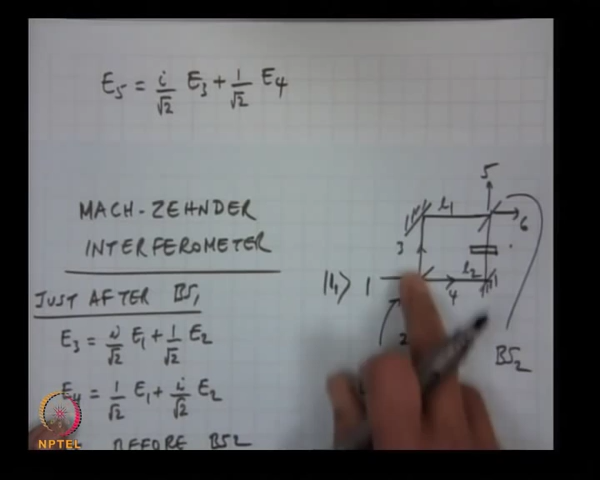 E₅ = i/√2 E₃ + 1/√2 E₄
MACH-ZEHNDER
INTERFEROMETER
JUST AFTER BS₁
E₃ = i/√2 E₁ + 1/√2 E₂
E₄ = 1/√2 E₁ + i/√2 E₂
BEFORE BS2
5
l₁
6
3
l₂
|1₁⟩ 1
4
2
BS₂
NPTEL